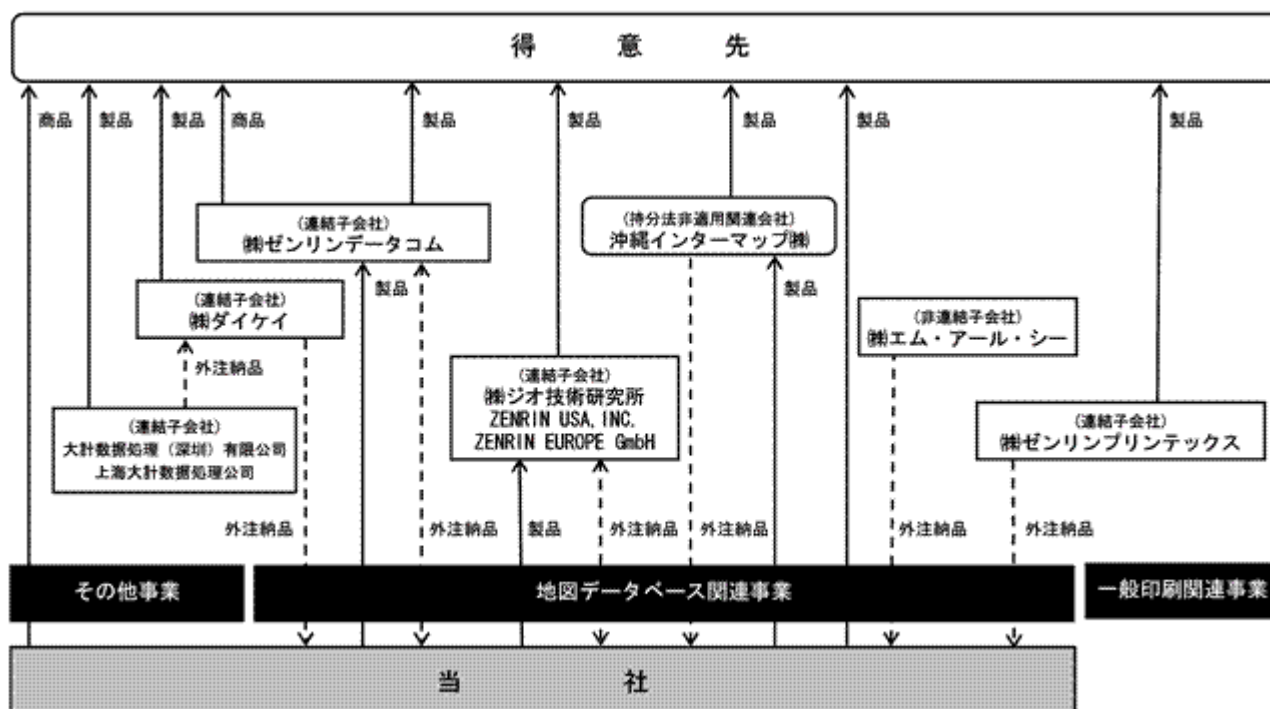 得意先
商品
製品
製品
商品
製品
製品
製品
製品
製品
(連結子会社)
㈱ゼンリンデータコム
(持分法非適用関連会社)
沖縄インターマップ㈱
製品
製品
(連結子会社)
㈱ダイケイ
(非連結子会社)
㈱エム・アール・シー
外注納品
(連結子会社)
㈱ジオ技術研究所
ZENRIN USA, INC.
ZENRIN EUROPE GmbH
(連結子会社)
大計数据処理（深圳）有限公司
上海大計数据処理公司
(連結子会社)
㈱ゼンリンプリンテックス
外注納品
外注納品
製品
外注納品
外注納品
外注納品
その他事業
地図データベース関連事業
一般印刷関連事業
当社